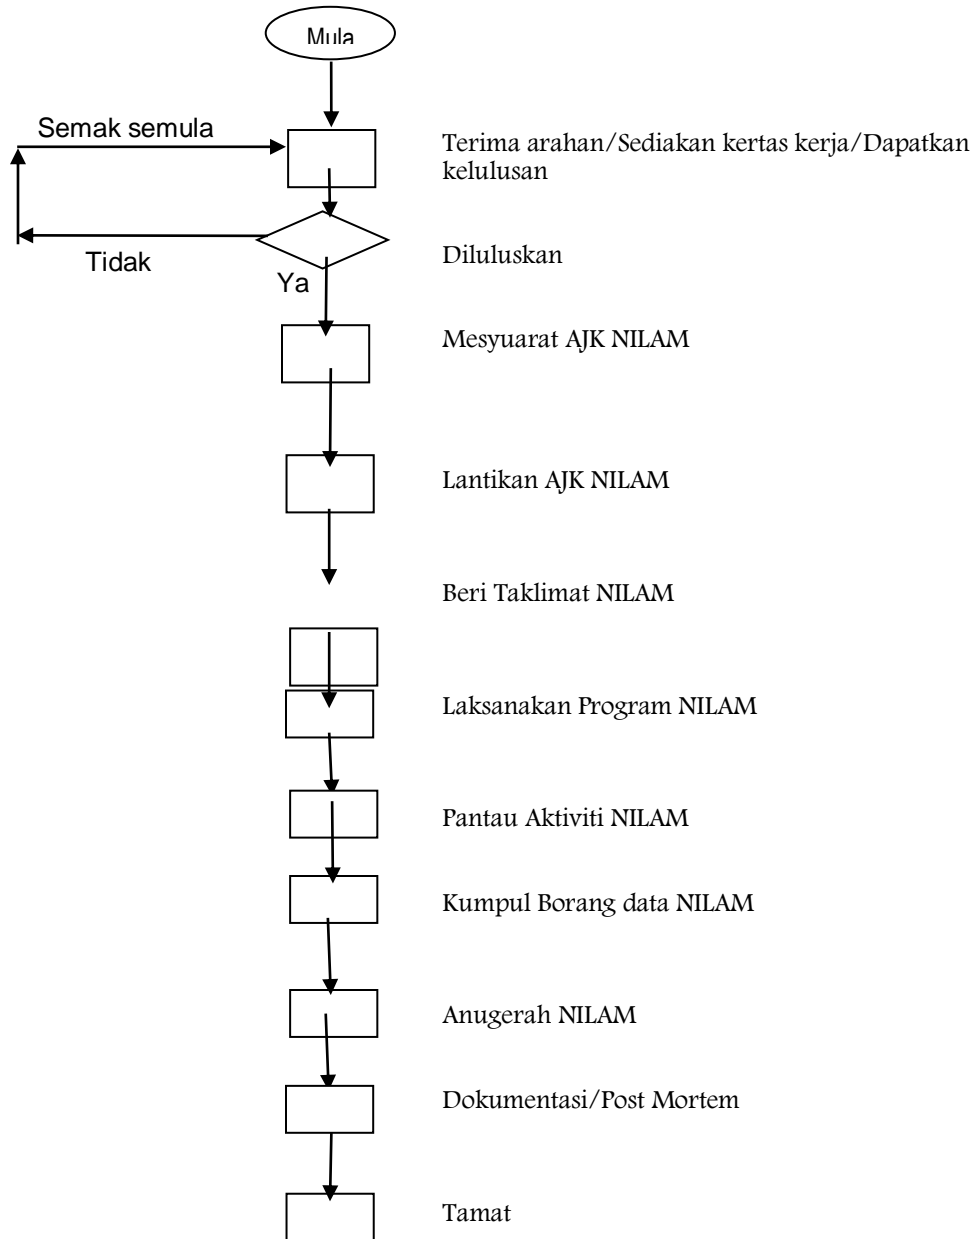 Mula
Semak semula
Terima arahan/Sediakan kertas kerja/Dapatkan
kelulusan
Tidak
Diluluskan
Ya
Mesyuarat AJK NILAM
Lantikan AJK NILAM
Beri Taklimat NILAM
Laksanakan Program NILAM
Pantau Aktiviti NILAM
Kumpul Borang data NILAM
Anugerah NILAM
Dokumentasi/Post Mortem
Tamat